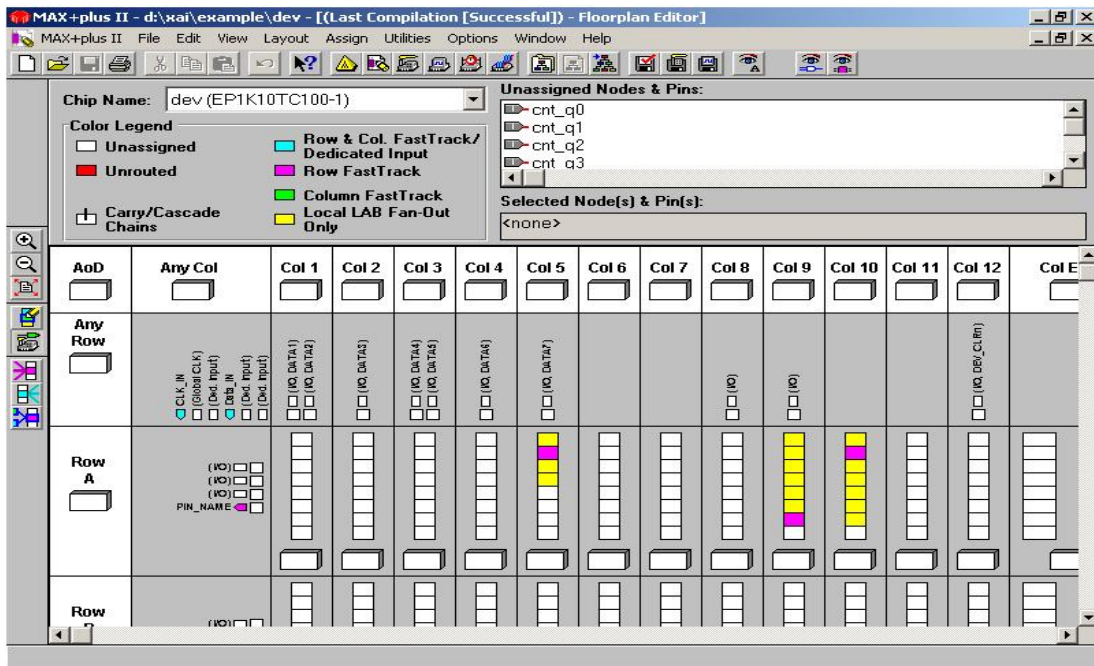 MAX+plus II - d:\xai\example\dev - [(Last Compilation [Successful]) - Floorplan Editor]
MAX+plus II File Edit View Layout Assign Utilities Options Window Help
Chip Name: dev (EP1K10TC100-1)
Unassigned Nodes & Pins:
cnt_q0
cnt_q1
cnt_q2
cnt_q3
Color Legend
Unassigned
Unrouted
Carry/Cascade
Chains
Row & Col. FastTrack/
Dedicated Input
Row FastTrack
Column FastTrack
Local LAB Fan-Out
Only
Selected Node(s) & Pin(s):
<none>
AoD Any Col Col 1 Col 2 Col 3 Col 4 Col 5 Col 6 Col 7 Col 8 Col 9 Col 10 Col 11 Col 12 Col E
Any
Row
CLK_IN
(Global CLK)
(Ded. Input)
Data_IN
(Ded. Input)
(Ded. Input)
(I/O, DATA1)
(I/O, DATA2)
(I/O, DATA3)
(I/O, DATA4)
(I/O, DATA5)
(I/O, DATA6)
(I/O, DATA7)
(I/O)
(I/O)
(I/O, DEV_CLRn)
Row
A
(I/O)
(I/O)
(I/O)
PIN_NAME
Row
(I/O)